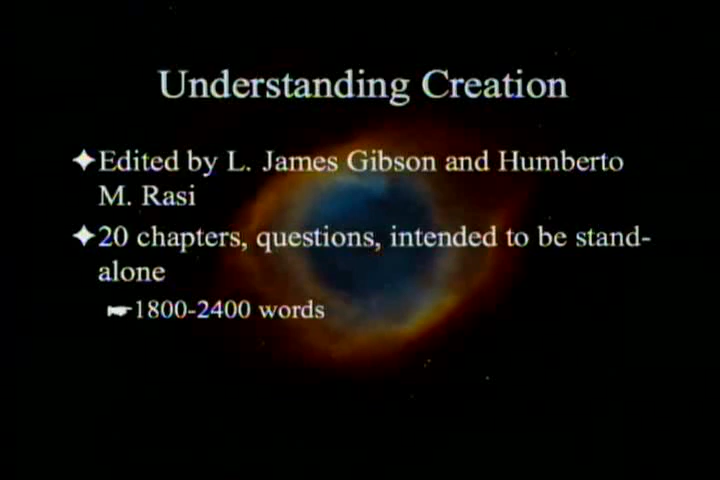 Understanding Creation
Edited by L. James Gibson and Humberto
M. Rasi
20 chapters, questions, intended to be stand-
alone
1800-2400 words